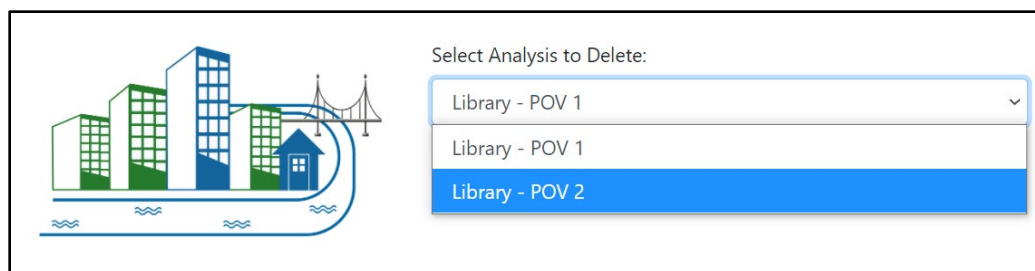 Select Analysis to Delete:
Library - POV 1
Library - POV 1
Library - POV 2